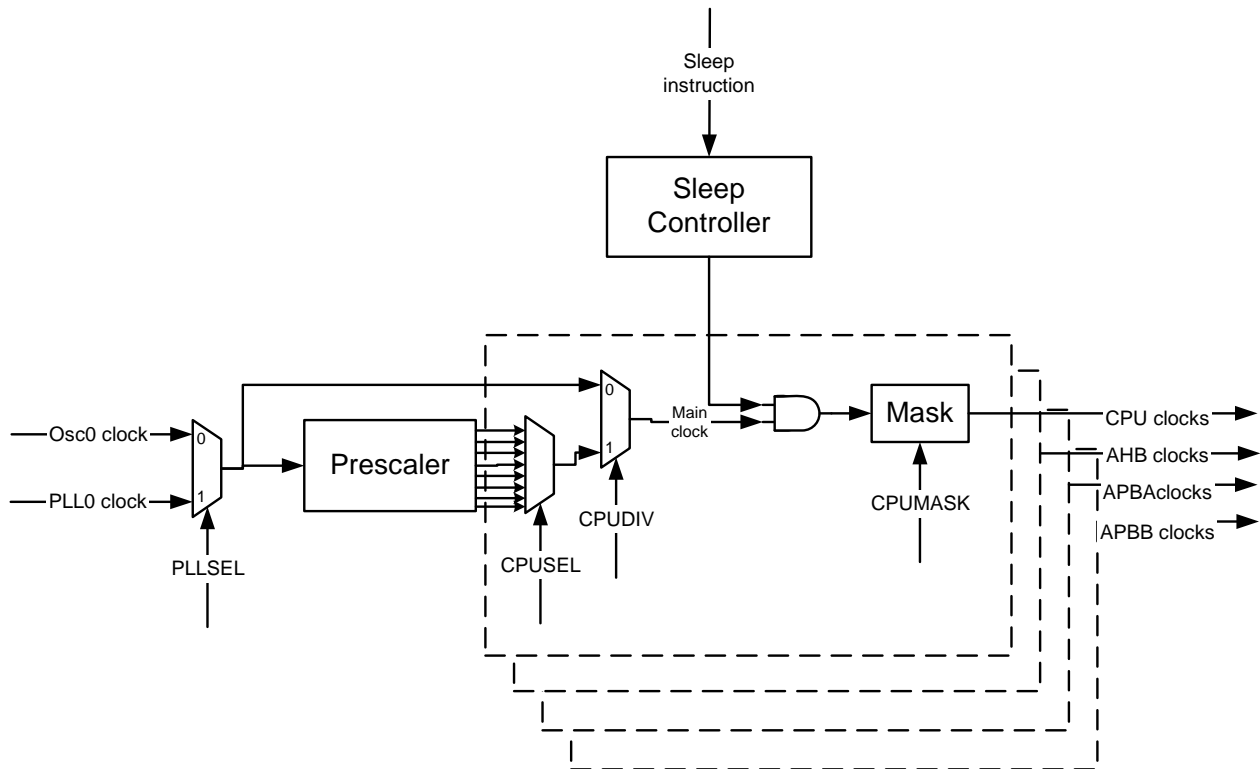 Sleep
instruction
Sleep
Controller
0
Osc0 clock
0
Main
clock
Mask
CPU clocks
Prescaler
1
AHB clocks
PLL0 clock
1
APBAclocks
CPUDIV
CPUMASK
APBB clocks
PLLSEL
CPUSEL